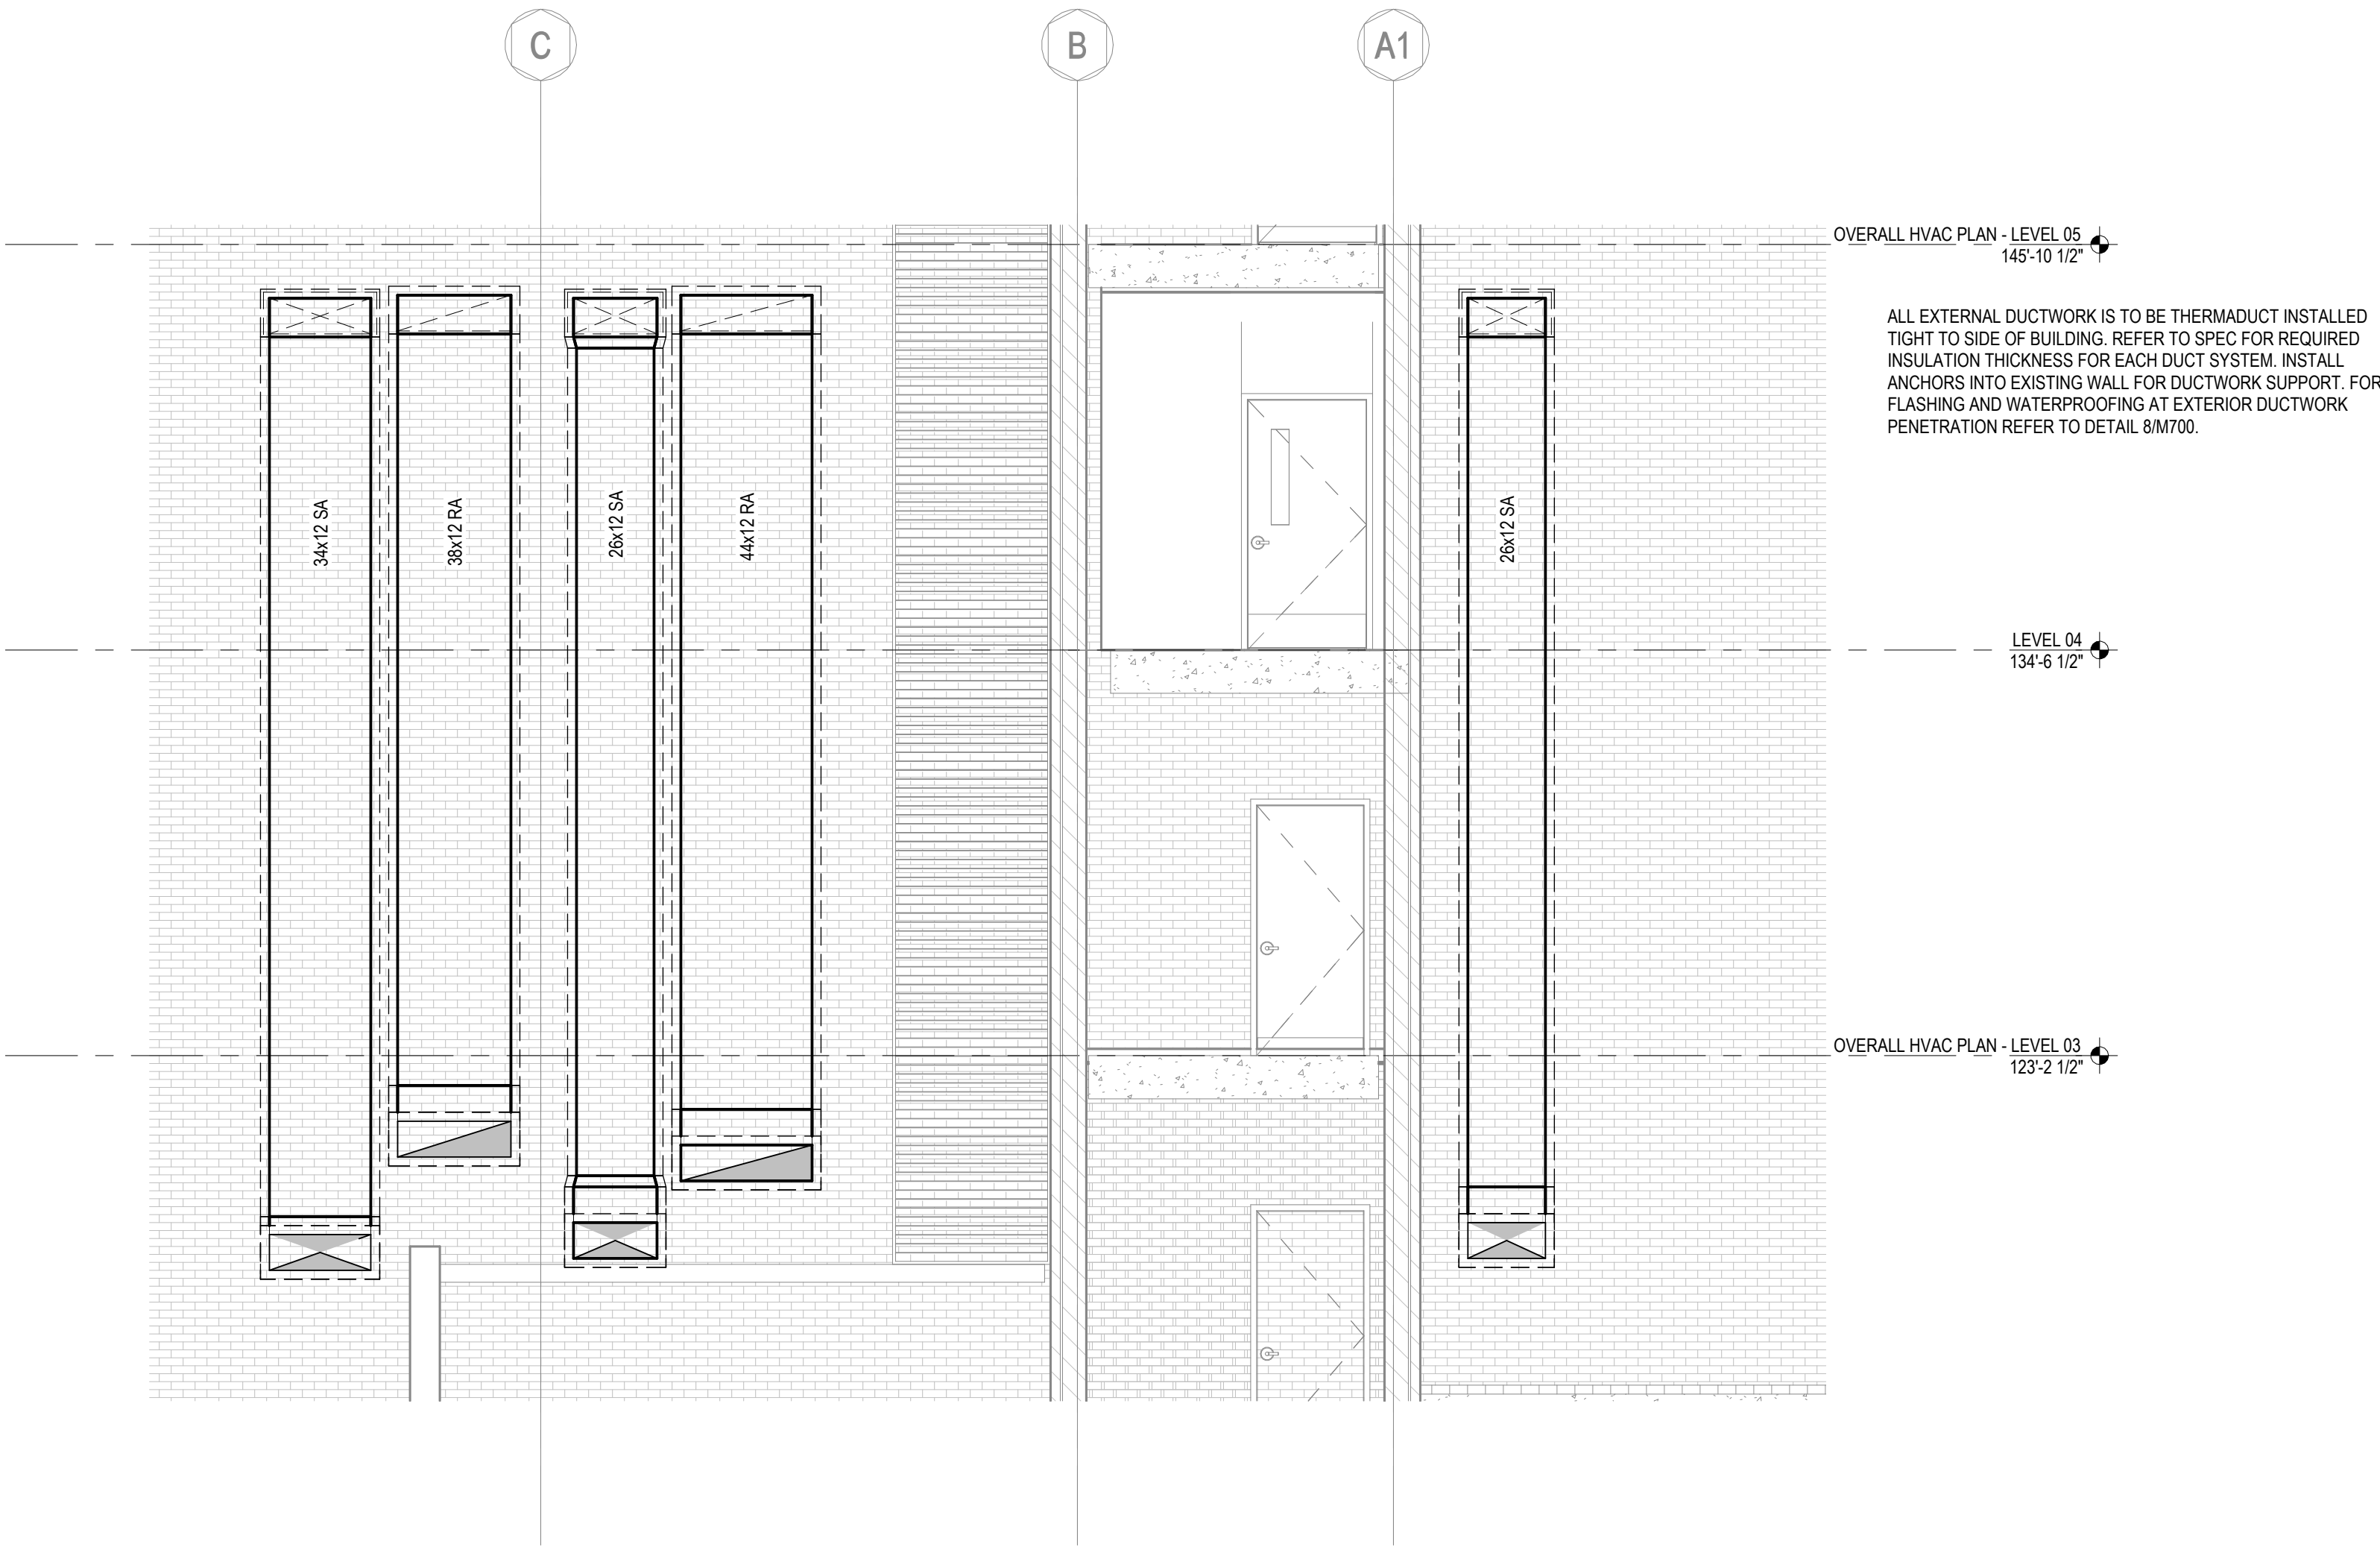 C
B
A1
OVERALL HVAC PLAN - LEVEL 05
145'-10 1/2"
ALL EXTERNAL DUCTWORK IS TO BE THERMADUCT INSTALLED
TIGHT TO SIDE OF BUILDING. REFER TO SPEC FOR REQUIRED
INSULATION THICKNESS FOR EACH DUCT SYSTEM. INSTALL
ANCHORS INTO EXISTING WALL FOR DUCTWORK SUPPORT. FOR
FLASHING AND WATERPROOFING AT EXTERIOR DUCTWORK
PENETRATION REFER TO DETAIL 8/M700.
34x12 SA
38x12 RA
26x12 SA
44x12 RA
26x12 SA
LEVEL 04
134'-6 1/2"
OVERALL HVAC PLAN - LEVEL 03
123'-2 1/2"